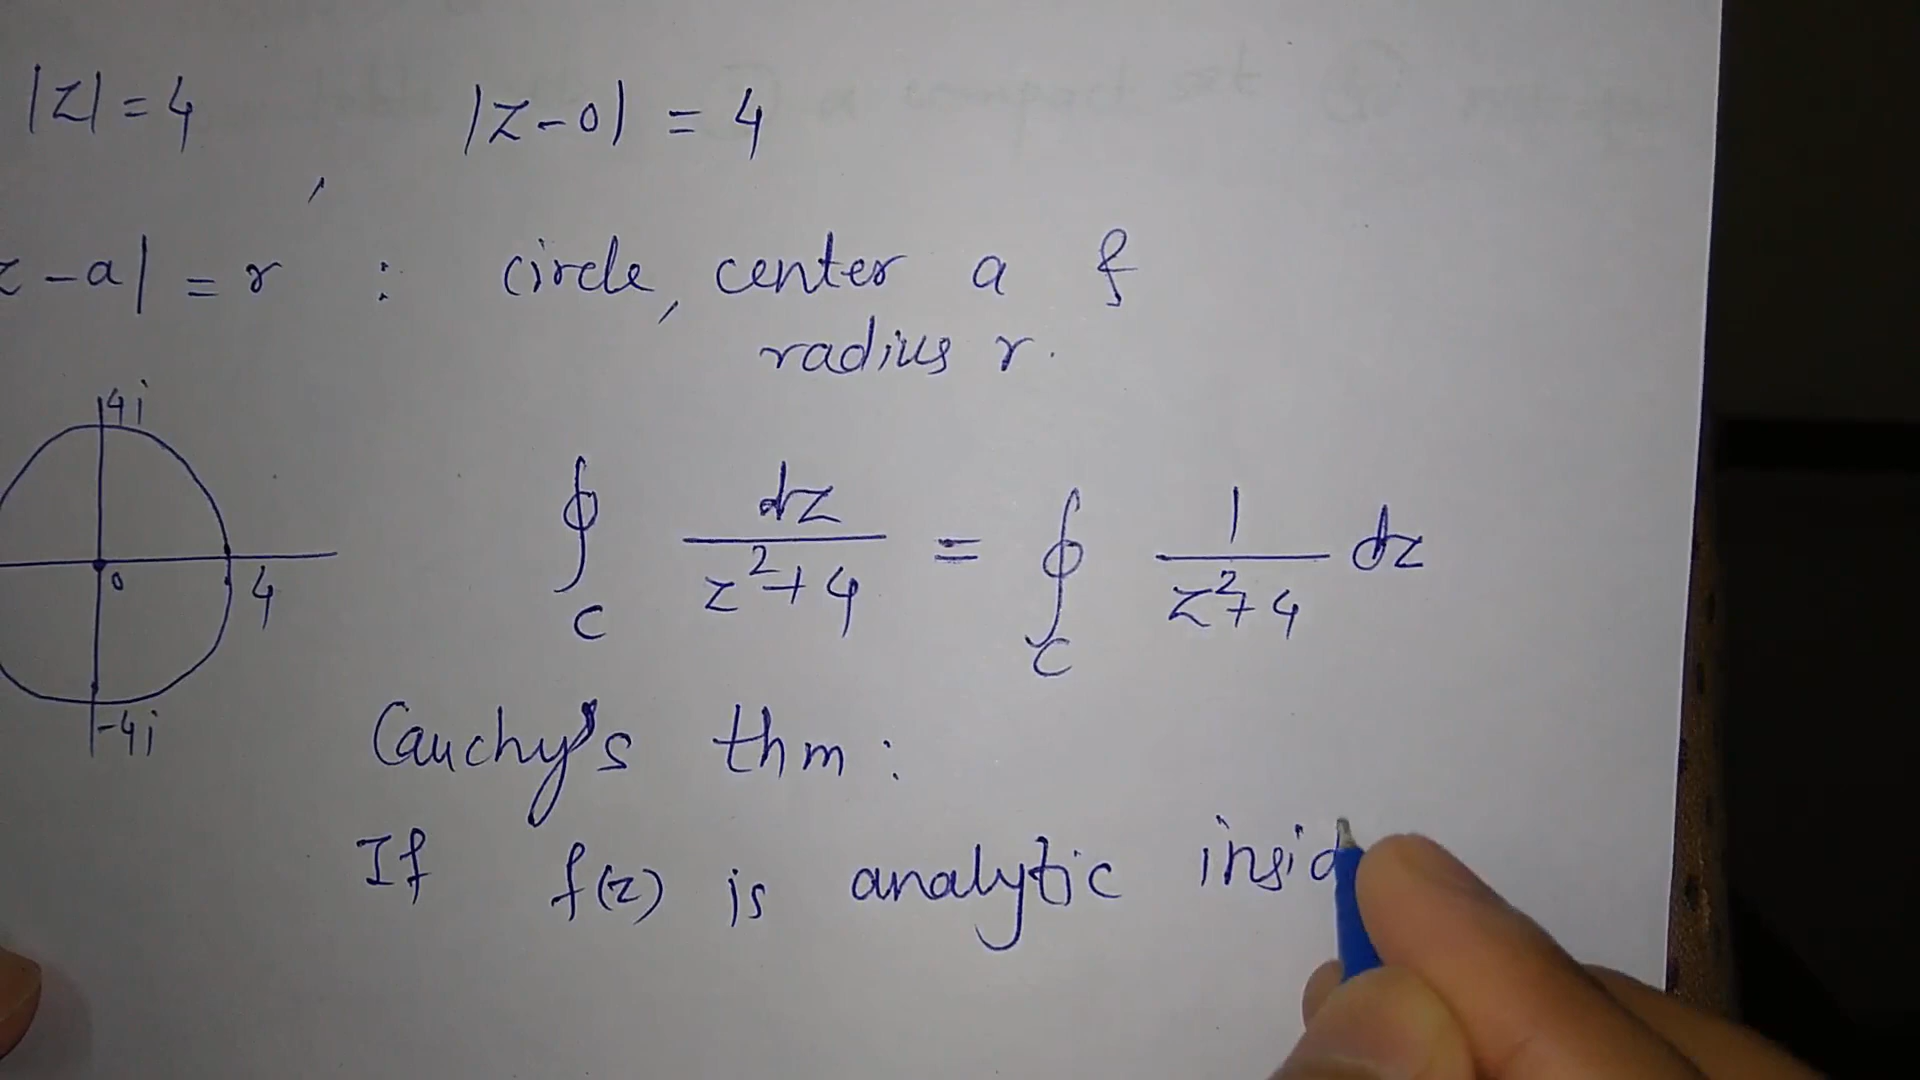 |z| = 4 , |z-0| = 4
z-a| = r : circle, center a &
radius r.
4i
0 4
-4i
∮_C dz/(z²+4) = ∮_C 1/(z²+4) dz
Cauchy's thm :
If f(z) is analytic insid